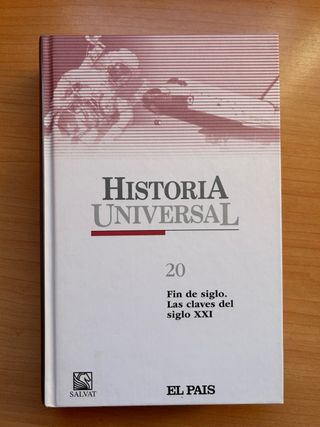 HISTORIA
UNIVERSAL
20
Fin de siglo.
Las claves del
siglo XXI
SALVAT
EL PAIS